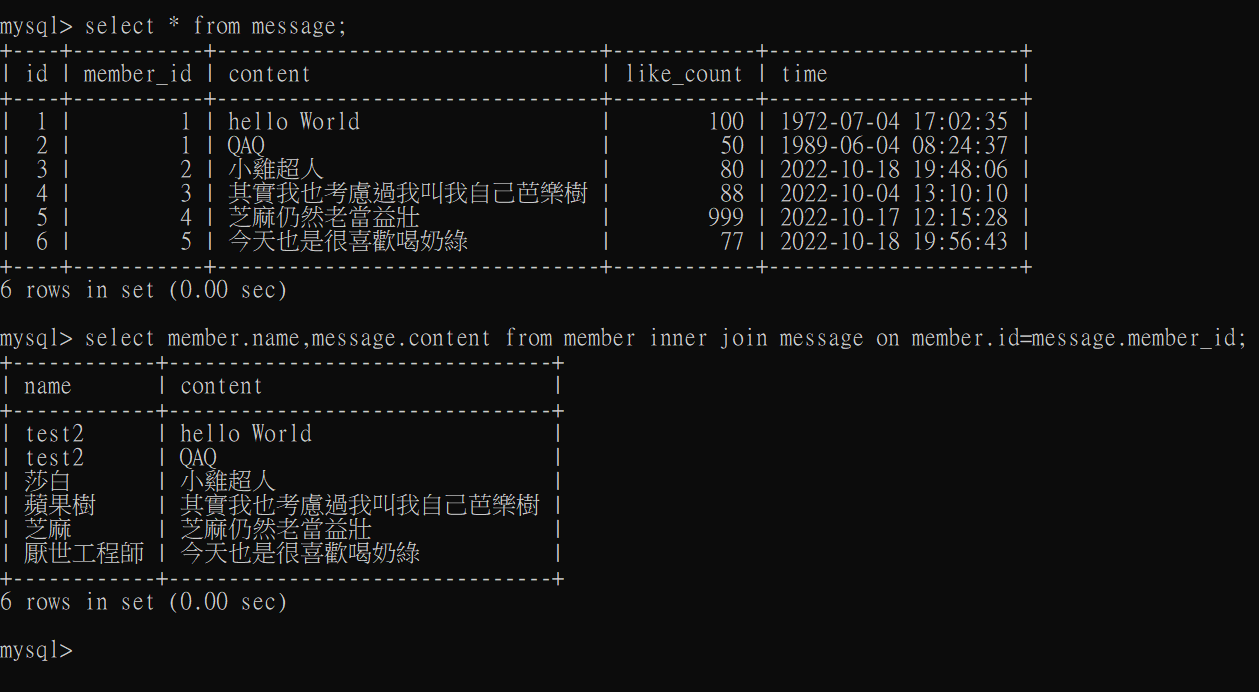 mysql> select * from message;
+----+-----------+--------------------------------+------------+---------------------+
| id | member_id | content                        | like_count | time                |
+----+-----------+--------------------------------+------------+---------------------+
|  1 |         1 | hello World                    |        100 | 1972-07-04 17:02:35 |
|  2 |         1 | QAQ                            |         50 | 1989-06-04 08:24:37 |
|  3 |         2 | 小雞超人                       |         80 | 2022-10-18 19:48:06 |
|  4 |         3 | 其實我也考慮過我叫我自己芭樂樹 |         88 | 2022-10-04 13:10:10 |
|  5 |         4 | 芝麻仍然老當益壯               |        999 | 2022-10-17 12:15:28 |
|  6 |         5 | 今天也是很喜歡喝奶綠           |         77 | 2022-10-18 19:56:43 |
+----+-----------+--------------------------------+------------+---------------------+
6 rows in set (0.00 sec)
mysql> select member.name,message.content from member inner join message on member.id=message.member_id;
+------------+--------------------------------+
| name       | content                        |
+------------+--------------------------------+
| test2      | hello World                    |
| test2      | QAQ                            |
| 莎白       | 小雞超人                       |
| 蘋果樹     | 其實我也考慮過我叫我自己芭樂樹 |
| 芝麻       | 芝麻仍然老當益壯               |
| 厭世工程師 | 今天也是很喜歡喝奶綠           |
+------------+--------------------------------+
6 rows in set (0.00 sec)
mysql>